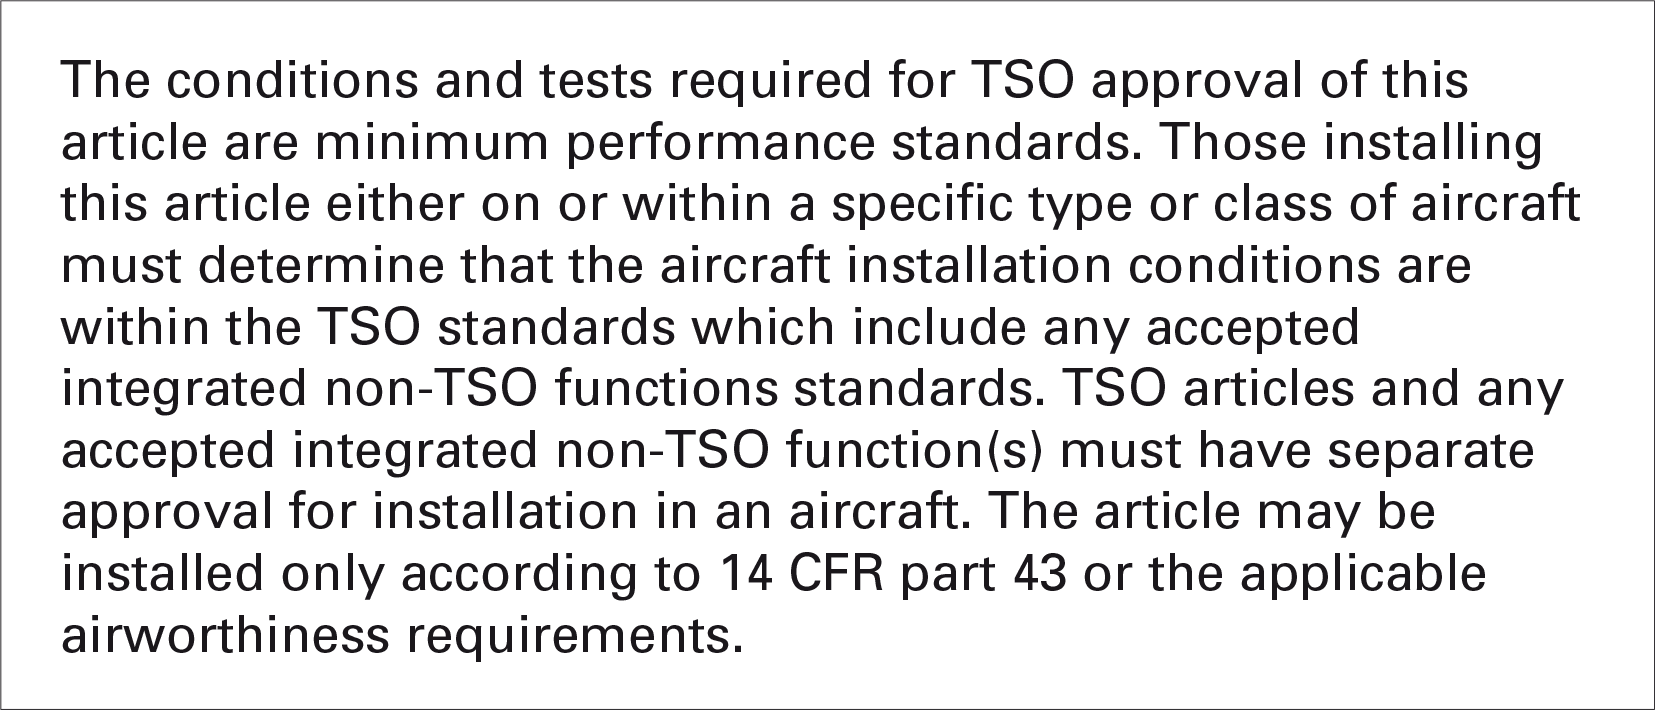 The conditions and tests required for TSO approval of this
article are minimum performance standards. Those installing
this article either on or within a specific type or class of aircraft
must determine that the aircraft installation conditions are
within the TSO standards which include any accepted
integrated non-TSO functions standards. TSO articles and any
accepted integrated non-TSO function(s) must have separate
approval for installation in an aircraft. The article may be
installed only according to 14 CFR part 43 or the applicable
airworthiness requirements.